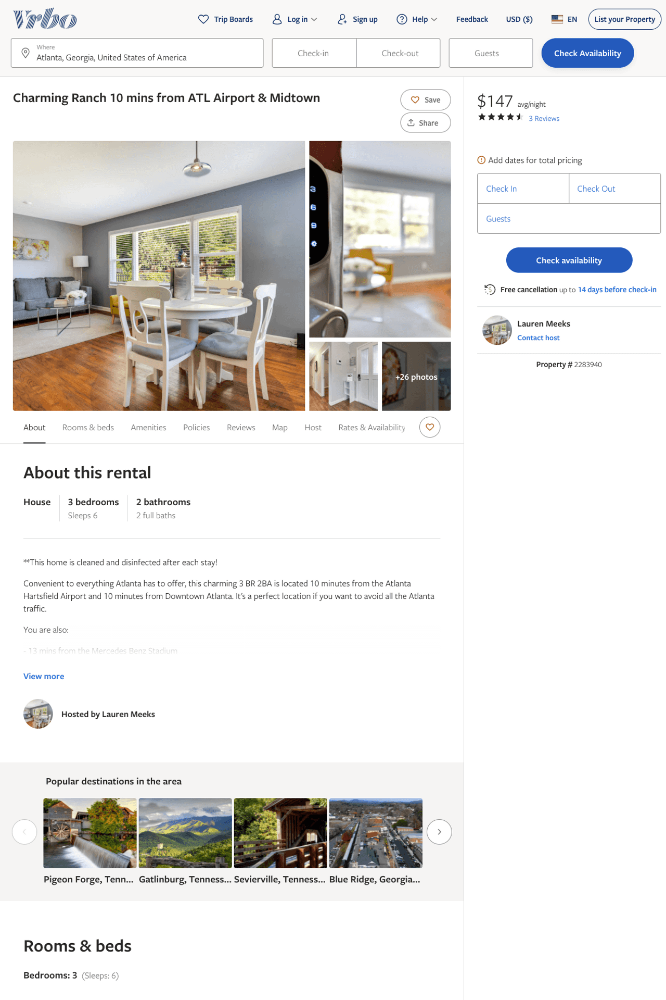 Vrbo
Trip Boards
Log in
Sign up
Help
Feedback
USD ($)
EN
List your Property
Where
Atlanta, Georgia, United States of America
Check-in
Check-out
Guests
Check Availability
Charming Ranch 10 mins from ATL Airport & Midtown
Save
Share
$147 avg/night
3 Reviews
Add dates for total pricing
Check In
Check Out
Guests
Check availability
Free cancellation up to 14 days before check-in
Lauren Meeks
Contact host
Property # 2283940
3
6
9
+26 photos
About
Rooms & beds
Amenities
Policies
Reviews
Map
Host
Rates & Availability
About this rental
House
3 bedrooms
Sleeps 6
2 bathrooms
2 full baths
**This home is cleaned and disinfected after each stay!
Convenient to everything Atlanta has to offer, this charming 3 BR 2BA is located 10 minutes from the Atlanta
Hartsfield Airport and 10 minutes from Downtown Atlanta. It's a perfect location if you want to avoid all the Atlanta
traffic.
You are also:
- 13 mins from the Mercedes Benz Stadium
View more
Hosted by Lauren Meeks
Popular destinations in the area
Pigeon Forge, Tenn...
Gatlinburg, Tenness...
Sevierville, Tenness...
Blue Ridge, Georgia...
Rooms & beds
Bedrooms: 3 (Sleeps: 6)